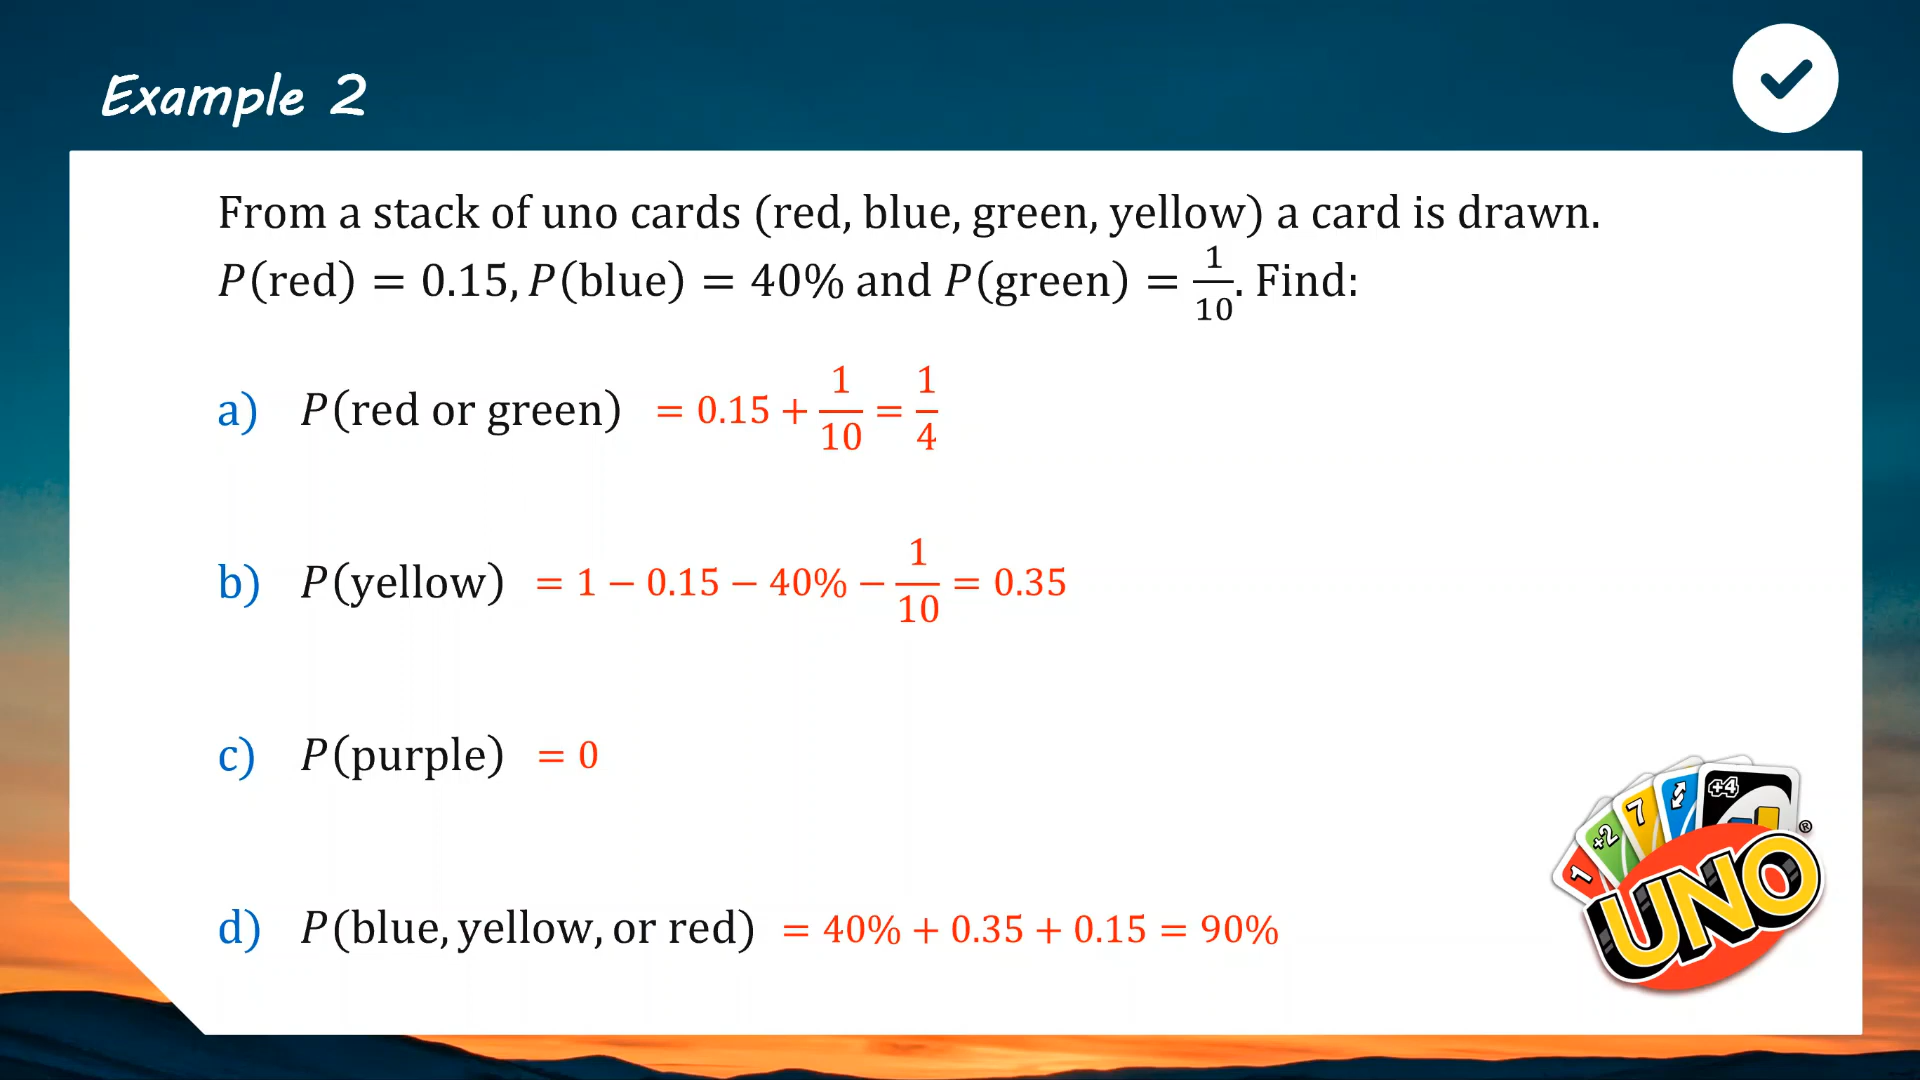 Example 2
From a stack of uno cards (red, blue, green, yellow) a card is drawn.
P(red) = 0.15, P(blue) = 40% and P(green) = 1/10. Find:
a) P(red or green) = 0.15 + 1/10 = 1/4
b) P(yellow) = 1 − 0.15 − 40% − 1/10 = 0.35
c) P(purple) = 0
d) P(blue, yellow, or red) = 40% + 0.35 + 0.15 = 90%
1 +2 7 +4
UNO ®